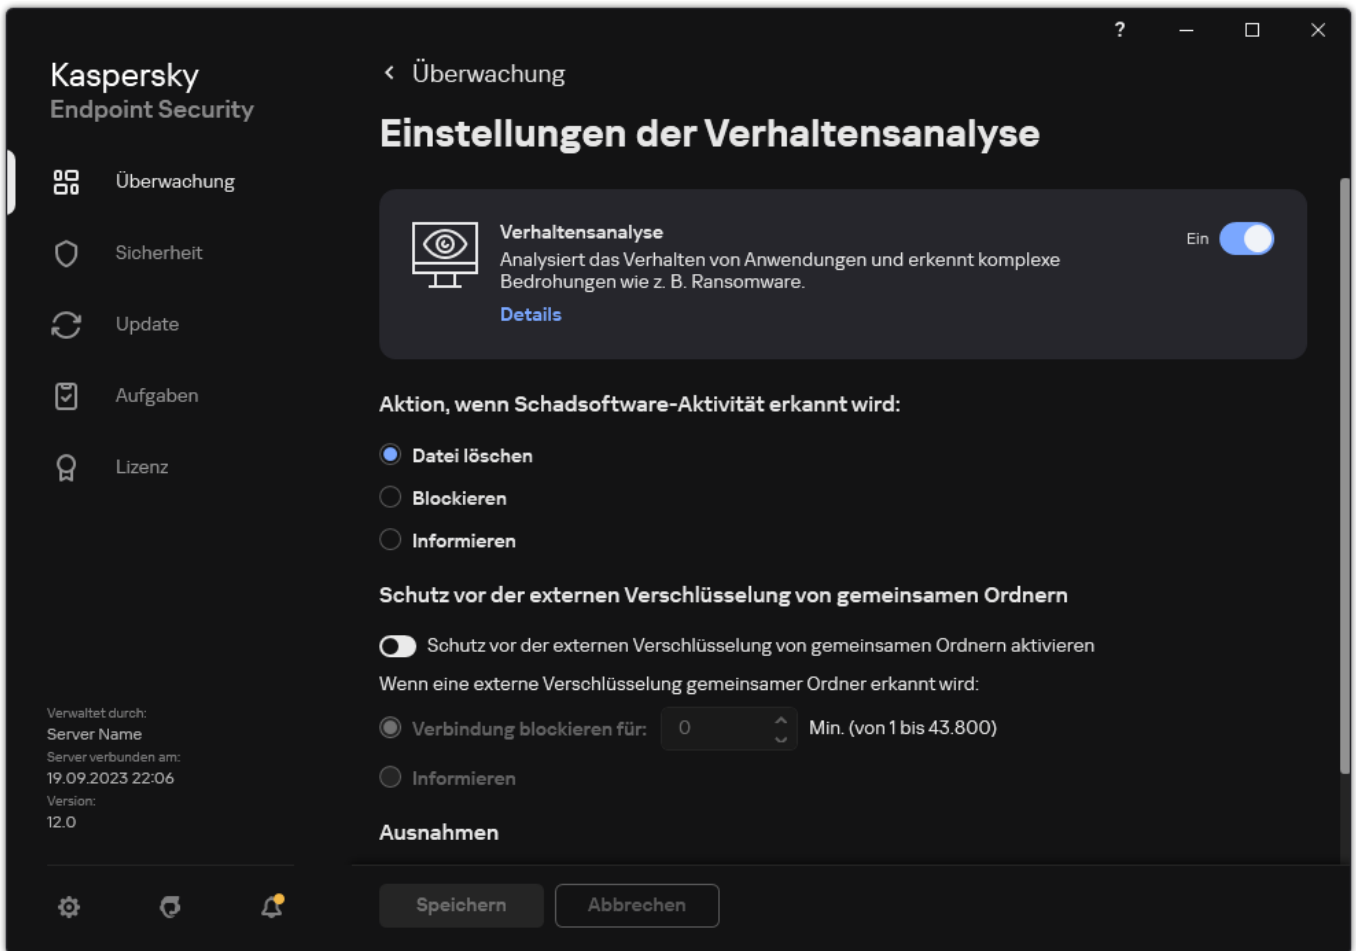 ?
Kaspersky
Endpoint Security
Überwachung
Sicherheit
Update
Aufgaben
Lizenz
Verwaltet durch:
Server Name
Server verbunden am:
19.09.2023 22:06
Version:
12.0
Überwachung
Einstellungen der Verhaltensanalyse
Verhaltensanalyse
Analysiert das Verhalten von Anwendungen und erkennt komplexe
Bedrohungen wie z. B. Ransomware.
Details
Ein
Aktion, wenn Schadsoftware-Aktivität erkannt wird:
Datei löschen
Blockieren
Informieren
Schutz vor der externen Verschlüsselung von gemeinsamen Ordnern
Schutz vor der externen Verschlüsselung von gemeinsamen Ordnern aktivieren
Wenn eine externe Verschlüsselung gemeinsamer Ordner erkannt wird:
Verbindung blockieren für: 0 Min. (von 1 bis 43.800)
Informieren
Ausnahmen
Speichern Abbrechen